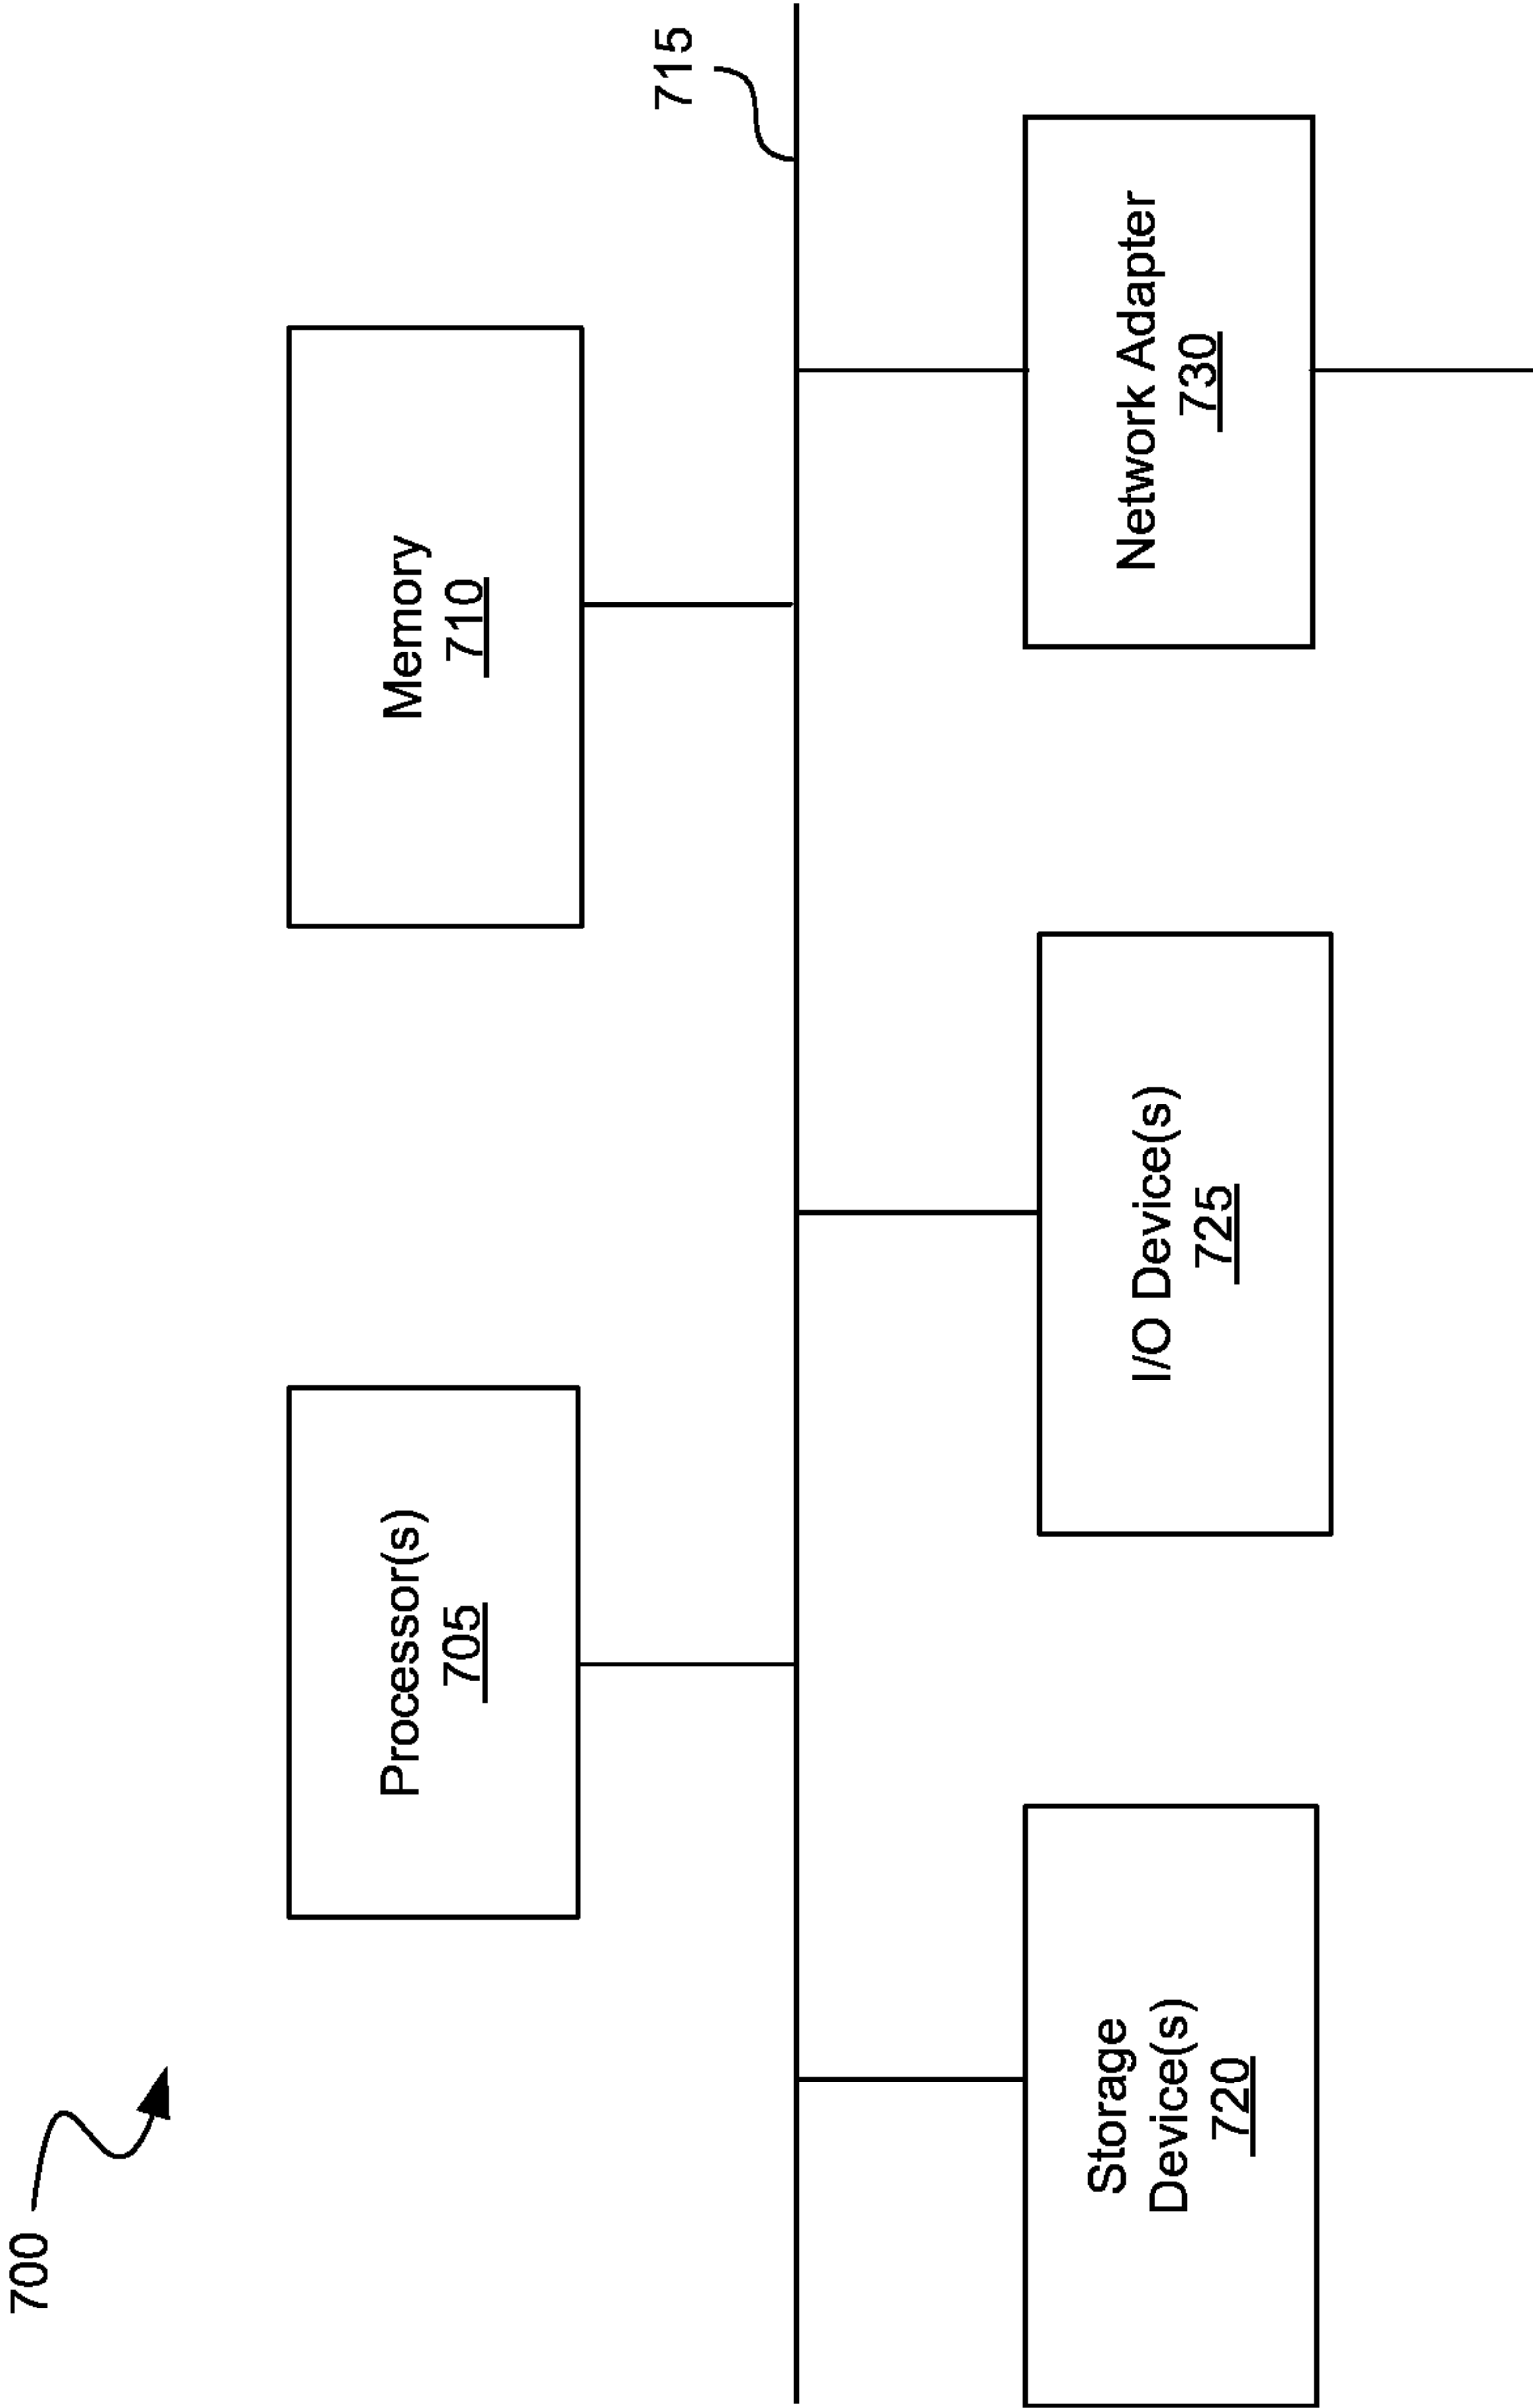 700
Processor(s)
705
Memory
710
715
Storage
Device(s)
720
I/O Device(s)
725
Network Adapter
730